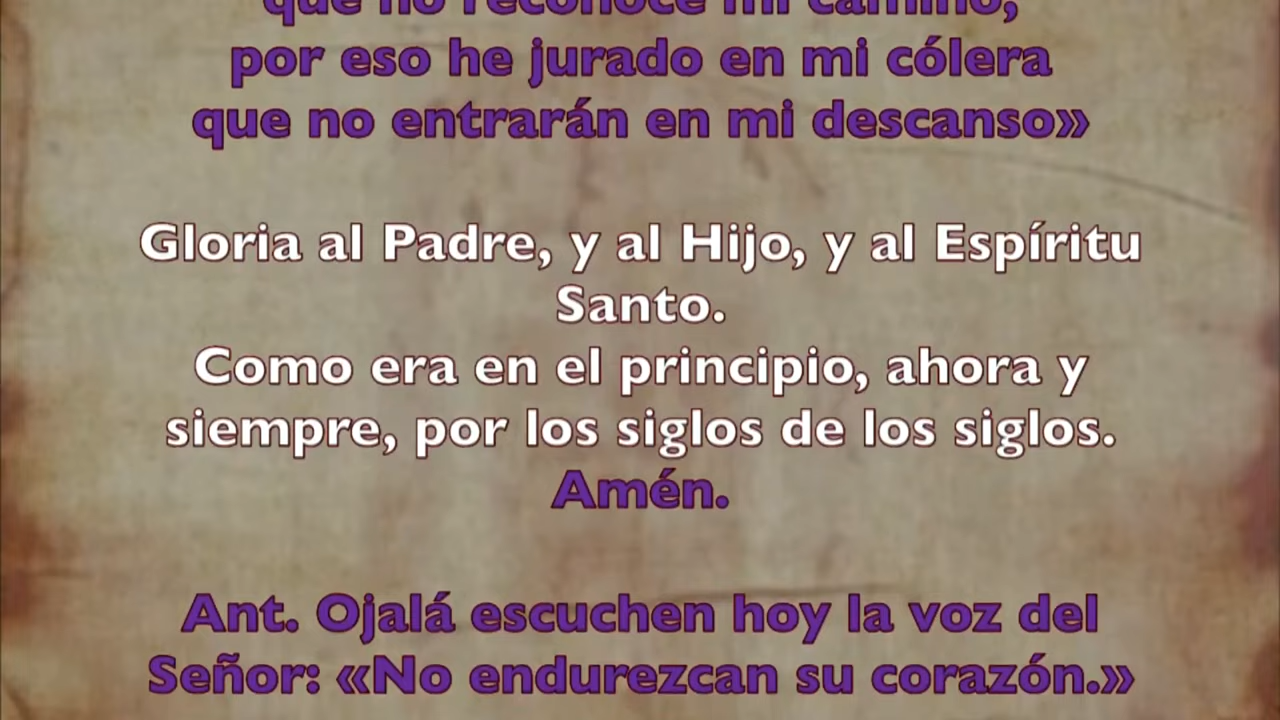 que no reconoce mi camino,
por eso he jurado en mi cólera
que no entrarán en mi descanso»
Gloria al Padre, y al Hijo, y al Espíritu
Santo.
Como era en el principio, ahora y
siempre, por los siglos de los siglos.
Amén.
Ant. Ojalá escuchen hoy la voz del
Señor: «No endurezcan su corazón.»